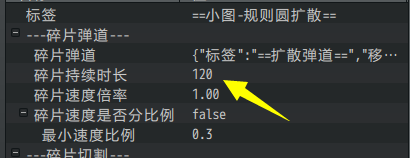 标签 ==小图-规则圆扩散==
---碎片弹道---
碎片弹道 {"标签":"==扩散弹道==","移…
碎片持续时长 120
碎片速度倍率 1.00
碎片速度是否分比例 false
最小速度比例 0.3
---碎片切割---